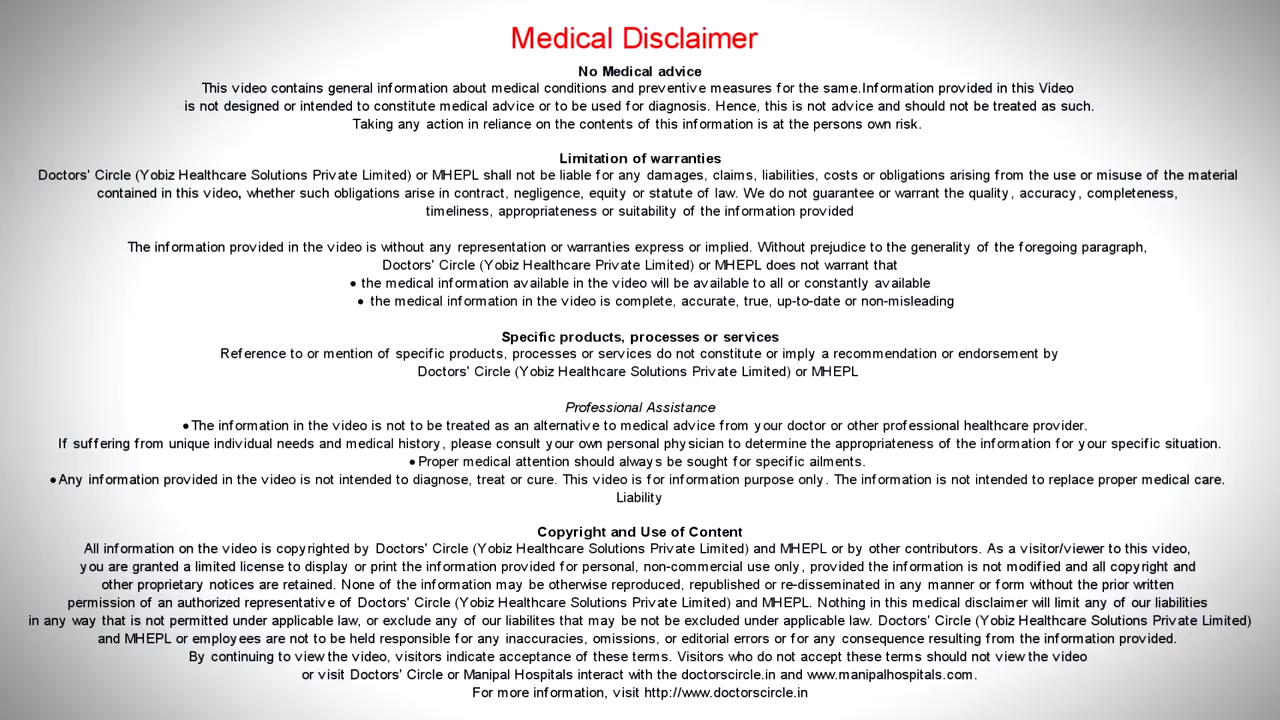 Medical Disclaimer
No Medical advice
This video contains general information about medical conditions and preventive measures for the same.Information provided in this Video
is not designed or intended to constitute medical advice or to be used for diagnosis. Hence, this is not advice and should not be treated as such.
Taking any action in reliance on the contents of this information is at the persons own risk.
Limitation of warranties
Doctors' Circle (Yobiz Healthcare Solutions Private Limited) or MHEPL shall not be liable for any damages, claims, liabilities, costs or obligations arising from the use or misuse of the material
contained in this video, whether such obligations arise in contract, negligence, equity or statute of law. We do not guarantee or warrant the quality, accuracy, completeness,
timeliness, appropriateness or suitability of the information provided
The information provided in the video is without any representation or warranties express or implied. Without prejudice to the generality of the foregoing paragraph,
Doctors' Circle (Yobiz Healthcare Private Limited) or MHEPL does not warrant that
• the medical information available in the video will be available to all or constantly available
• the medical information in the video is complete, accurate, true, up-to-date or non-misleading
Specific products, processes or services
Reference to or mention of specific products, processes or services do not constitute or imply a recommendation or endorsement by
Doctors' Circle (Yobiz Healthcare Solutions Private Limited) or MHEPL
Professional Assistance
•The information in the video is not to be treated as an alternative to medical advice from your doctor or other professional healthcare provider.
If suffering from unique individual needs and medical history, please consult your own personal physician to determine the appropriateness of the information for your specific situation.
•Proper medical attention should always be sought for specific ailments.
•Any information provided in the video is not intended to diagnose, treat or cure. This video is for information purpose only. The information is not intended to replace proper medical care.
Liability
Copyright and Use of Content
All information on the video is copyrighted by Doctors' Circle (Yobiz Healthcare Solutions Private Limited) and MHEPL or by other contributors. As a visitor/viewer to this video,
you are granted a limited license to display or print the information provided for personal, non-commercial use only, provided the information is not modified and all copyright and
other proprietary notices are retained. None of the information may be otherwise reproduced, republished or re-disseminated in any manner or form without the prior written
permission of an authorized representative of Doctors' Circle (Yobiz Healthcare Solutions Private Limited) and MHEPL. Nothing in this medical disclaimer will limit any of our liabilities
in any way that is not permitted under applicable law, or exclude any of our liabilites that may be not be excluded under applicable law. Doctors' Circle (Yobiz Healthcare Solutions Private Limited)
and MHEPL or employees are not to be held responsible for any inaccuracies, omissions, or editorial errors or for any consequence resulting from the information provided.
By continuing to view the video, visitors indicate acceptance of these terms. Visitors who do not accept these terms should not view the video
or visit Doctors' Circle or Manipal Hospitals interact with the doctorscircle.in and www.manipalhospitals.com.
For more information, visit http://www.doctorscircle.in